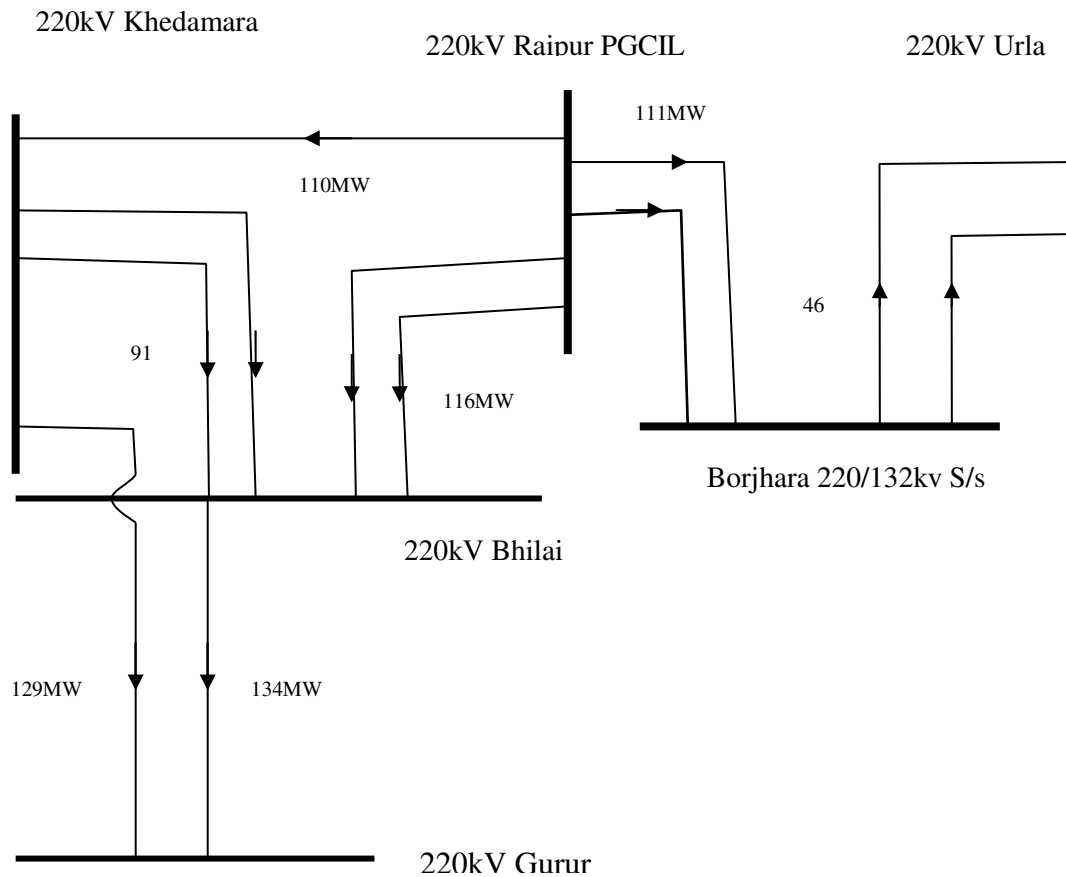 220kV Khedamara
220kV Raipur PGCIL
220kV Urla
111MW
110MW
46
91
116MW
Borjhara 220/132kv S/s
220kV Bhilai
129MW
134MW
220kV Gurur